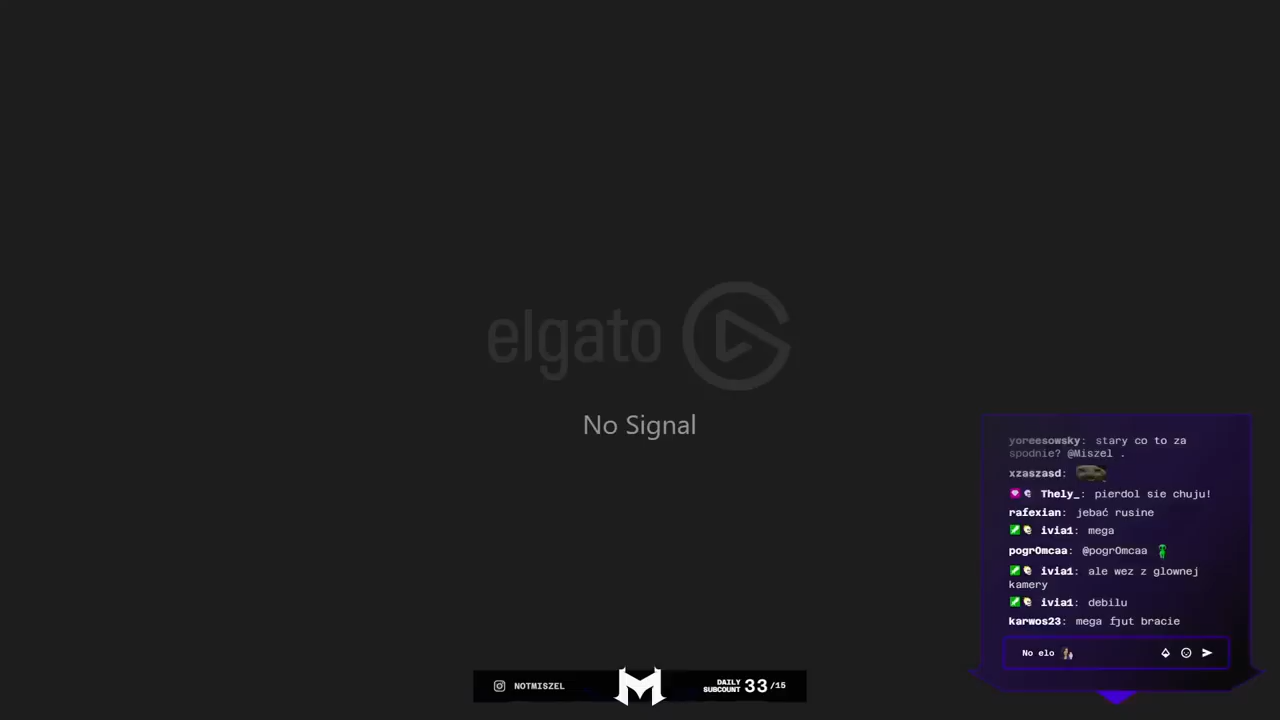 elgato
No Signal
yoreesowsky: stary co to za
spodnie? @Miszel .
xzaszasd:
Thely_: pierdol sie chuju!
rafexian: jebać rusine
ivia1: mega
pogr0mcaa: @pogr0mcaa
ivia1: ale wez z glownej
kamery
ivia1: debilu
karwos23: mega fjut bracie
No elo
NOTMISZEL
DAILY
SUBCOUNT 33/15